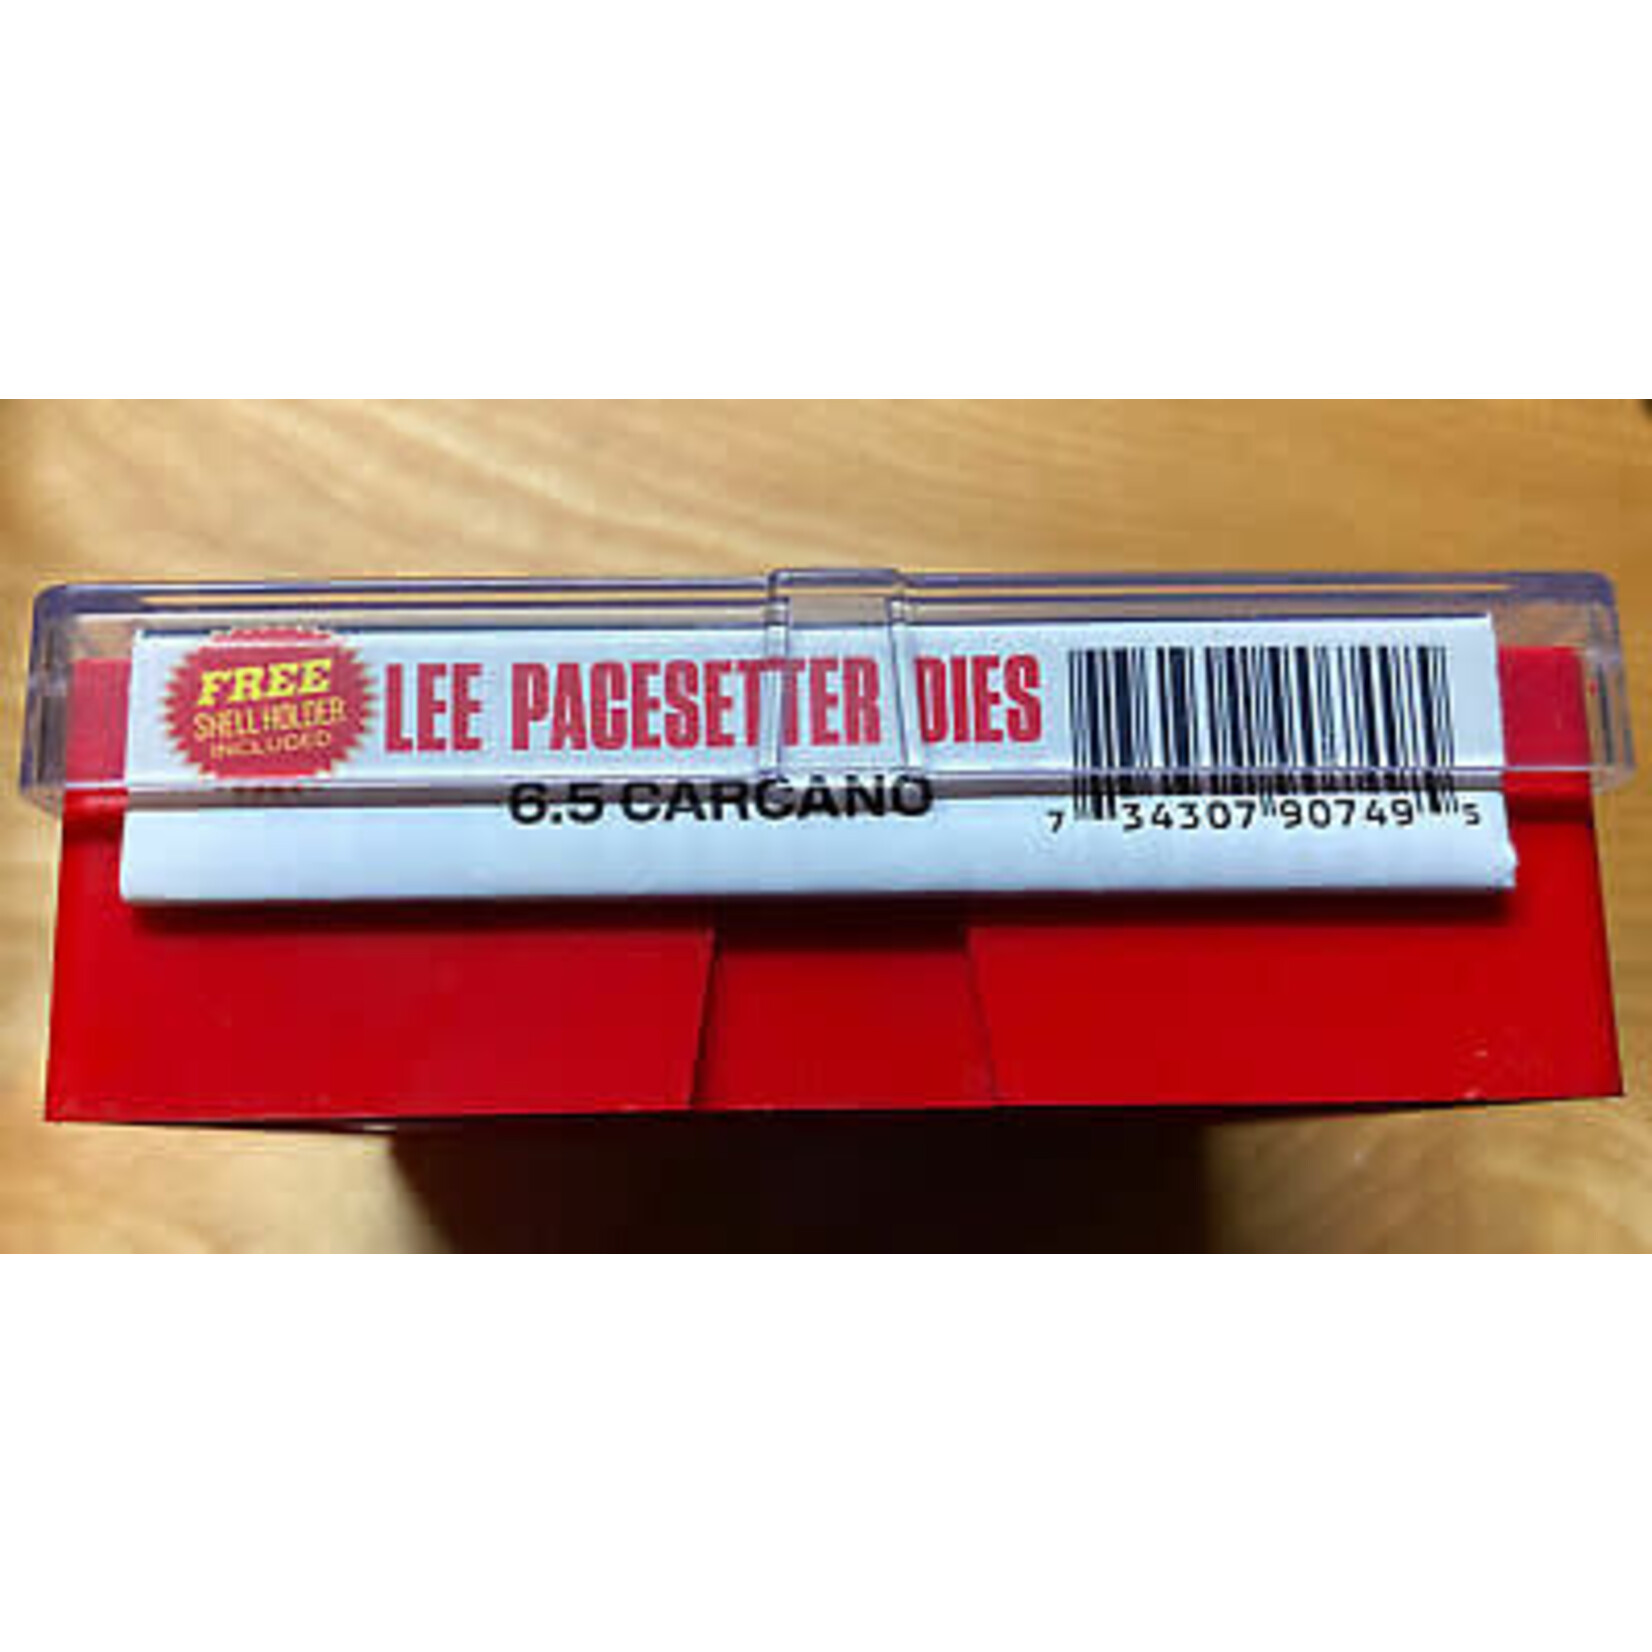 FREE
SHELL HOLDER
INCLUDED
LEE PACESETTER DIES
6.5 CARCANO
7 34307 90749 5